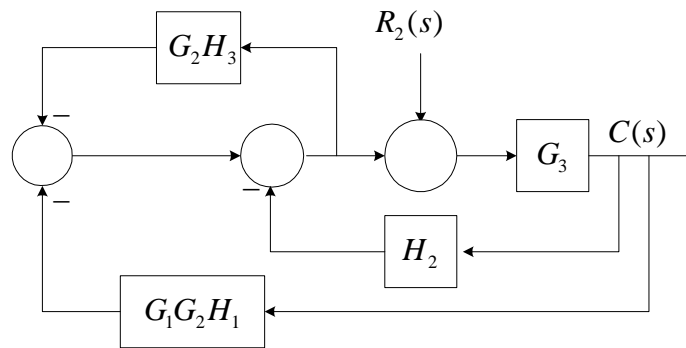 G₂H₃
R₂(s)
−
−
G₃
C(s)
−
H₂
G₁G₂H₁